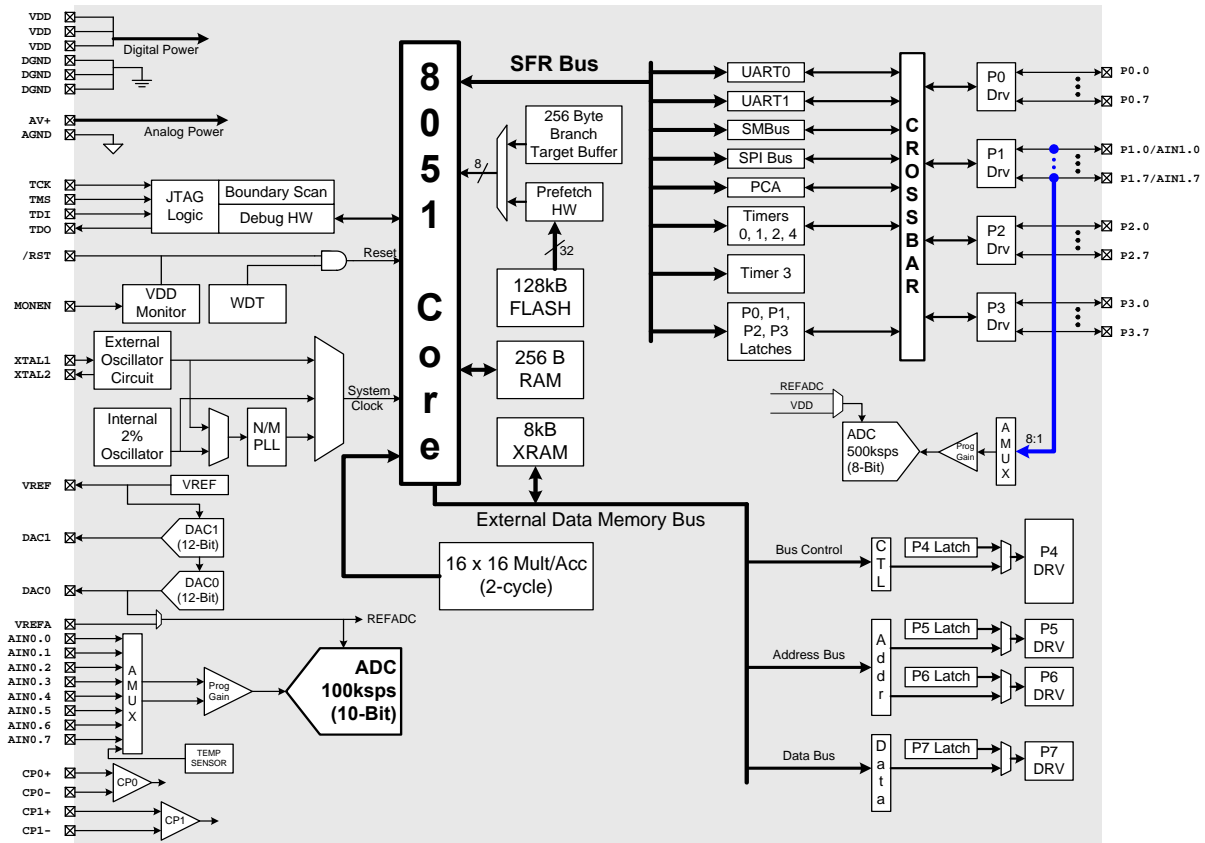 VDD
VDD
VDD
Digital Power
DGND
DGND
DGND
AV+
Analog Power
AGND
TCK
TMS
TDI
TDO
JTAG
Logic
Boundary Scan
Debug HW
/RST
Reset
MONEN
VDD
Monitor
WDT
XTAL1
XTAL2
External
Oscillator
Circuit
Internal
2%
Oscillator
N/M
PLL
System
Clock
VREF
VREF
DAC1
DAC1
(12-Bit)
DAC0
DAC0
(12-Bit)
VREFA
REFADC
AIN0.0
AIN0.1
AIN0.2
AIN0.3
AIN0.4
AIN0.5
AIN0.6
AIN0.7
AMUX
Prog
Gain
ADC
100ksps
(10-Bit)
TEMP
SENSOR
CP0+
CP0-
CP0
CP1+
CP1-
CP1
8051 Core
SFR Bus
256 Byte
Branch
Target Buffer
8
Prefetch
HW
32
128kB
FLASH
256 B
RAM
8kB
XRAM
External Data Memory Bus
16 x 16 Mult/Acc
(2-cycle)
UART0
UART1
SMBus
SPI Bus
PCA
Timers
0, 1, 2, 4
Timer 3
P0, P1,
P2, P3
Latches
CROSSBAR
P0
Drv
P0.0
P0.7
P1
Drv
P1.0/AIN1.0
P1.7/AIN1.7
P2
Drv
P2.0
P2.7
P3
Drv
P3.0
P3.7
REFADC
VDD
ADC
500ksps
(8-Bit)
Prog
Gain
AMUX
8:1
Bus Control
CTL
P4 Latch
P4
DRV
Address Bus
Addr
P5 Latch
P5
DRV
P6 Latch
P6
DRV
Data Bus
Data
P7 Latch
P7
DRV